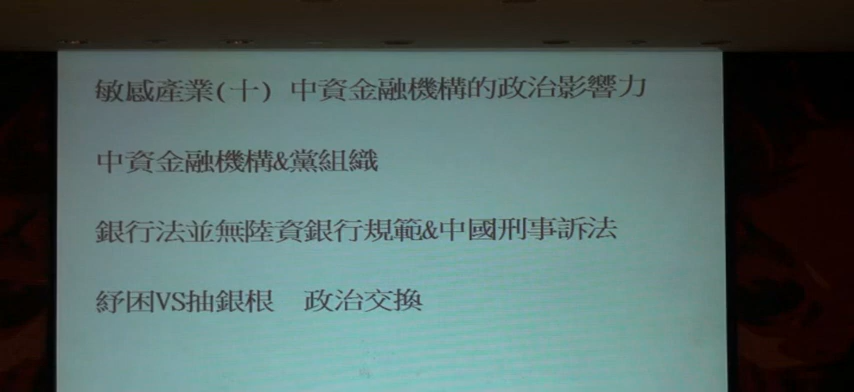 敏感產業(十) 中資金融機構的政治影響力
中資金融機構&黨組織
銀行法並無陸資銀行規範&中國刑事訴法
紓困VS抽銀根　政治交換